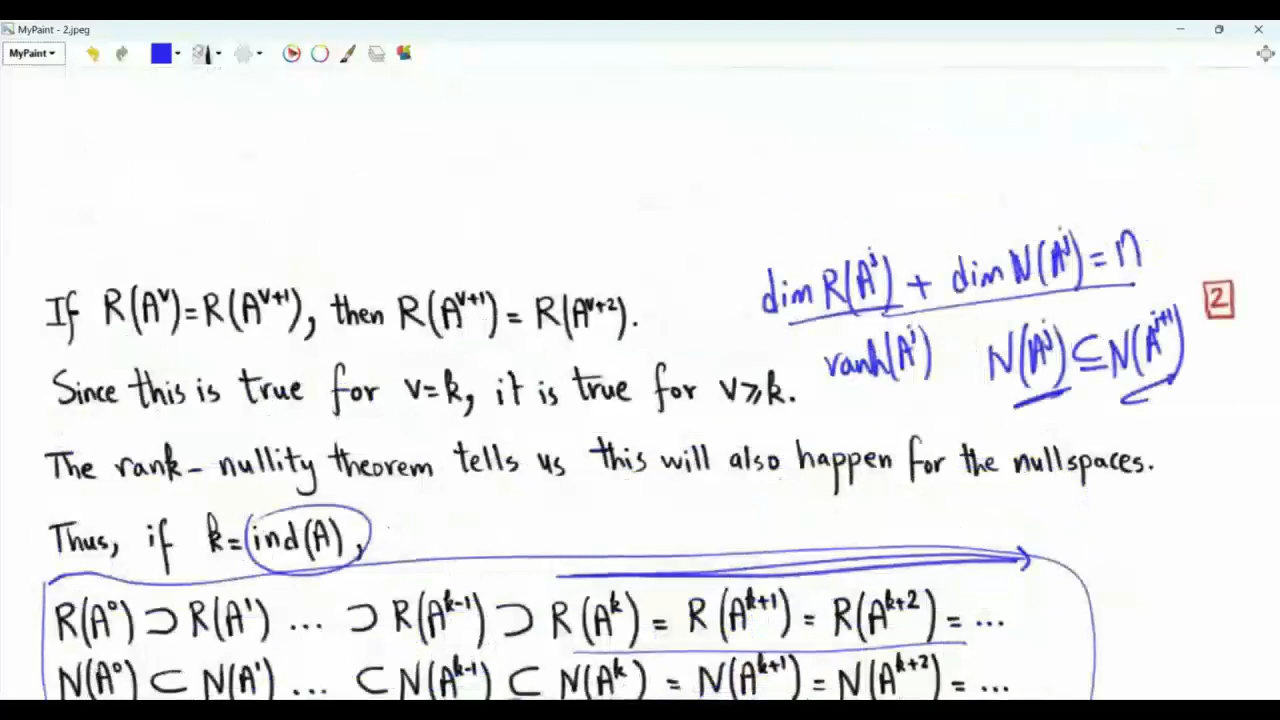 MyPaint - 2.jpeg
MyPaint
dim R(A^j) + dim N(A^j) = n
If R(A^v)=R(A^v+1), then R(A^v+1) = R(A^v+2).
2
rank(A^j) N(A^j) ⊆ N(A^j+1)
Since this is true for v=k, it is true for v⩾k.
The rank-nullity theorem tells us this will also happen for the nullspaces.
Thus, if k=ind(A),
R(A^0) ⊃ R(A^1) ... ⊃ R(A^k-1) ⊃ R(A^k) = R(A^k+1) = R(A^k+2) = ...
N(A^0) ⊂ N(A^1) ... ⊂ N(A^k-1) ⊂ N(A^k) = N(A^k+1) = N(A^k+2) = ...